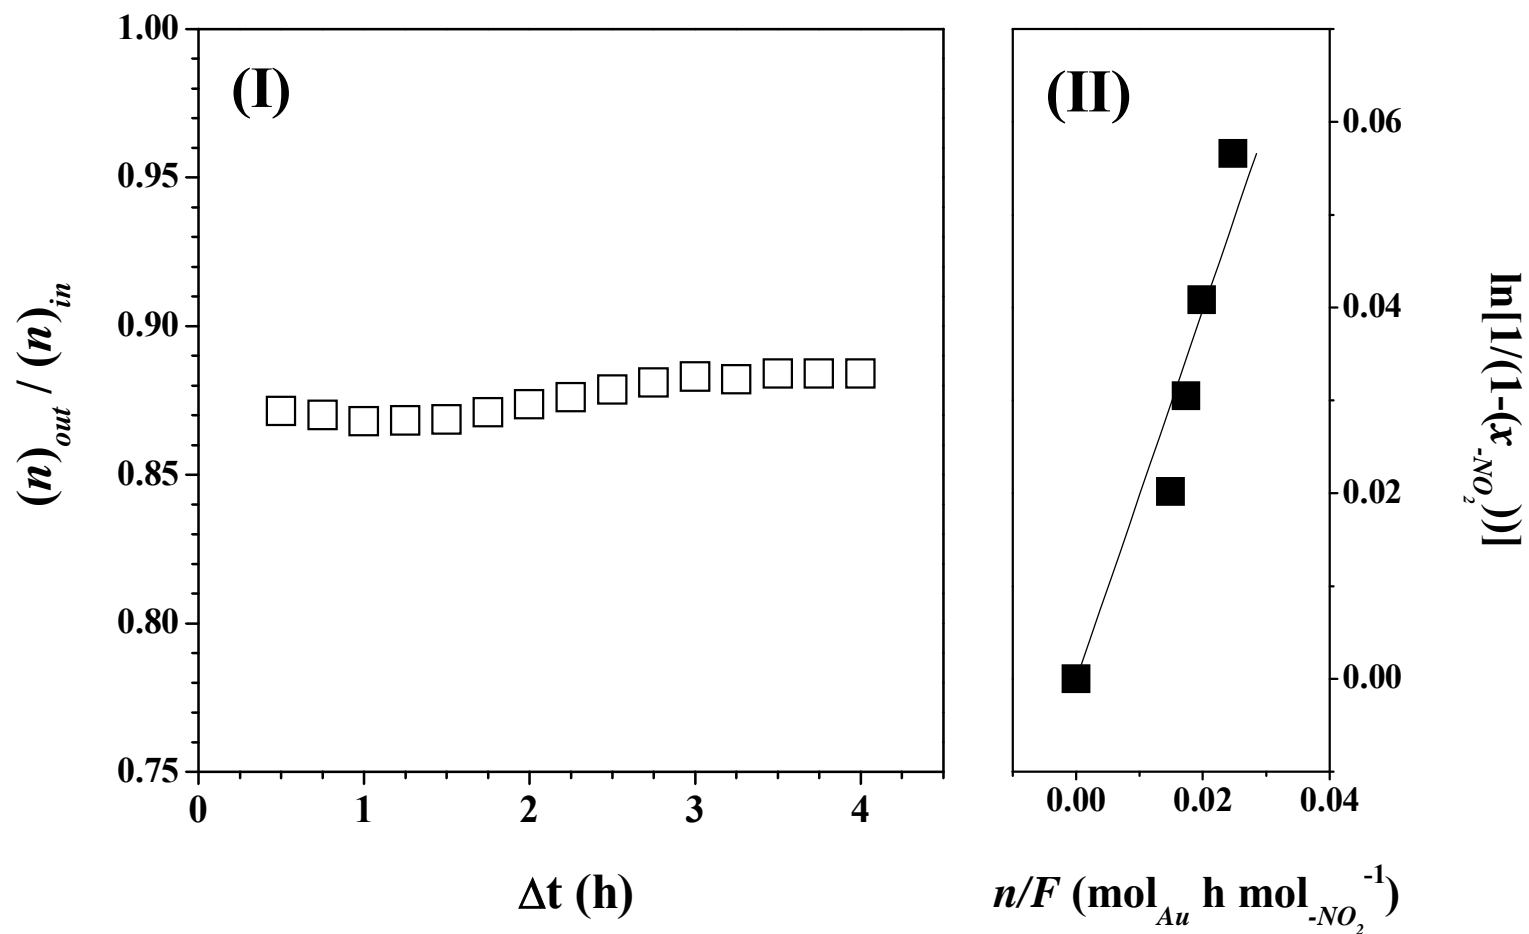 (I)
1.00
0.95
0.90
0.85
0.80
0.75
(n)out / (n)in
0 1 2 3 4
Δt (h)
(II)
0.06
0.04
0.02
0.00
ln[1/(1-(x-NO2))]
0.00 0.02 0.04
n/F (molAu h mol-NO2-1)